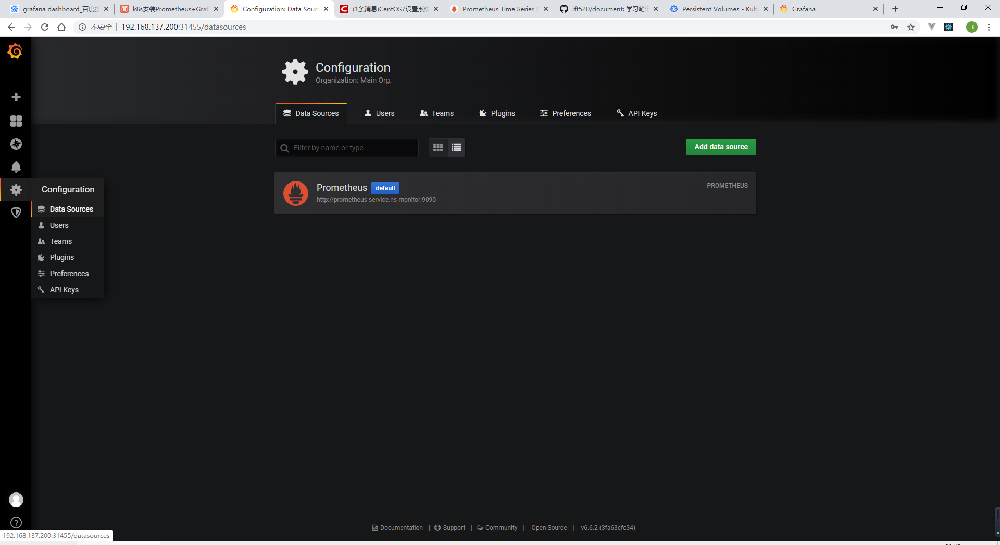 grafana dashboard_百度
k8s安装Prometheus+Graf
Configuration: Data Sour
(1条消息)CentOS7设置系统
Prometheus Time Series
ift520/document: 学习笔记
Persistent Volumes - Kub
Grafana
不安全
192.168.137.200:31455/datasources
Configuration
Organization: Main Org.
Data Sources
Users
Teams
Plugins
Preferences
API Keys
Filter by name or type
Add data source
Prometheus
default
PROMETHEUS
http://prometheus-service.ns-monitor:9090
Configuration
Data Sources
Users
Teams
Plugins
Preferences
API Keys
Documentation | Support | Community | Open Source | v6.6.2 (3fa63cfc34)
192.168.137.200:31455/datasources